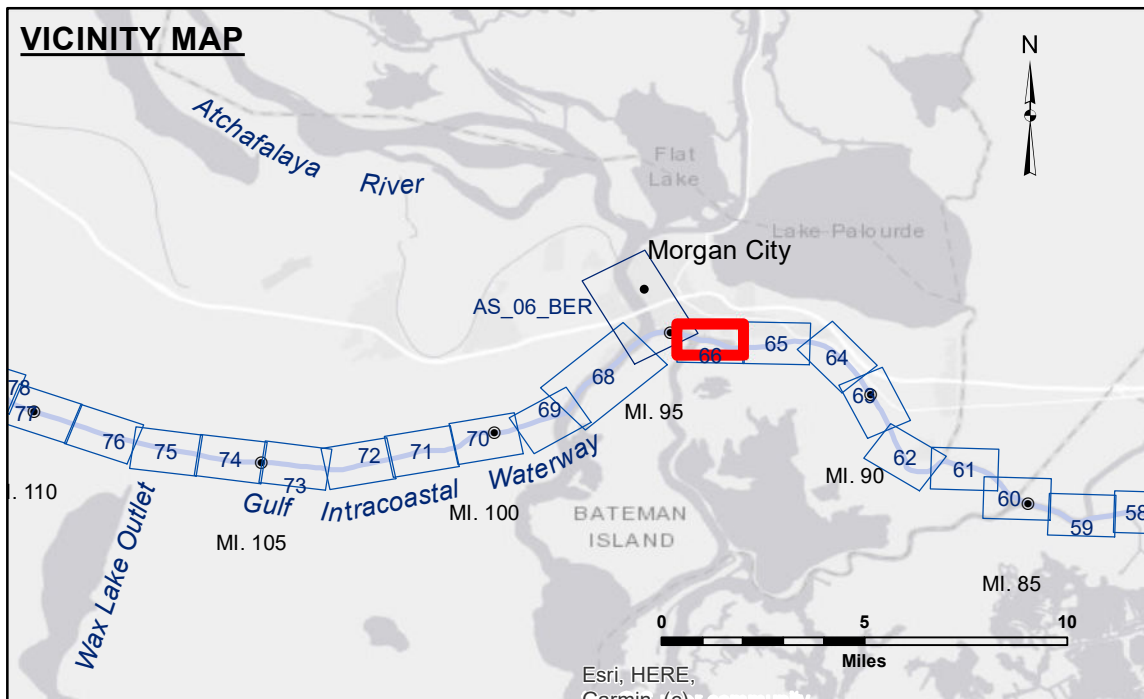 VICINITY MAP
N
Atchafalaya River
Flat
Lake
Lake Palourde
Morgan City
AS_06_BER
66
65
64
68
63
69
MI. 95
78
77
76
75
74
73
72
71
70
62
61
60
59
58
Wax Lake Outlet
Gulf Intracoastal Waterway
MI. 90
I. 110
MI. 100
MI. 105
BATEMAN
ISLAND
MI. 85
0 5 10
Miles
Esri, HERE,
Garmin, (c)
community